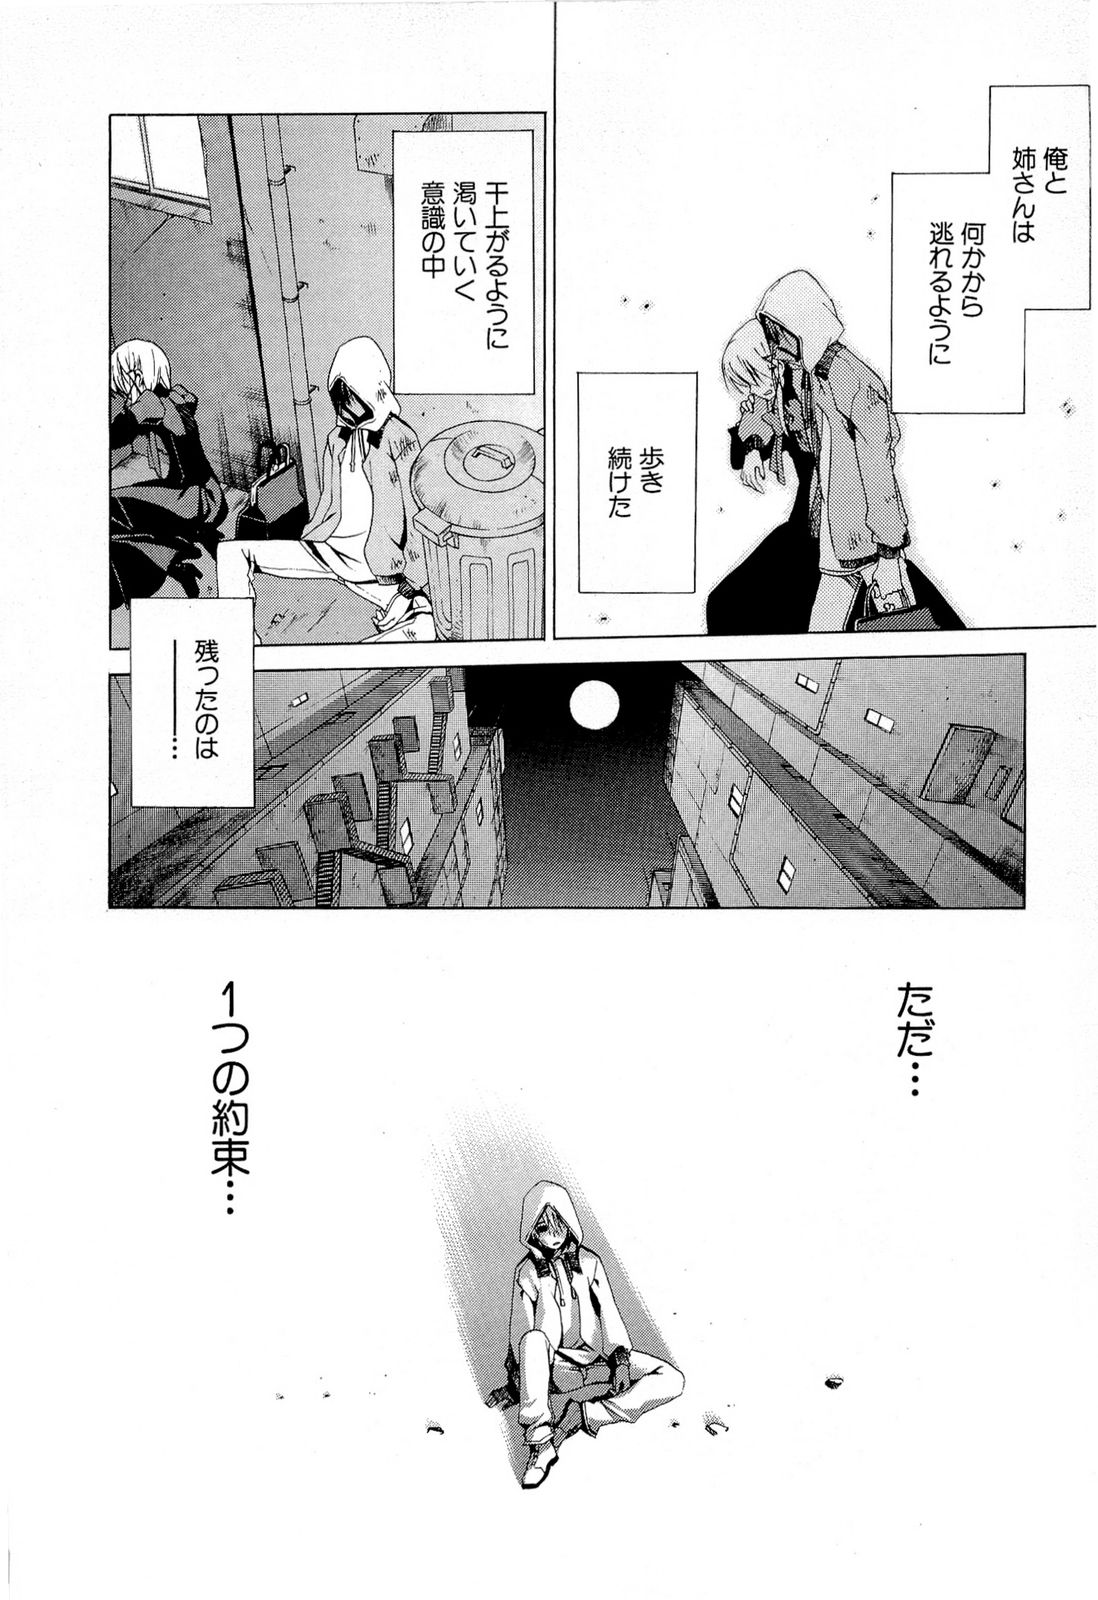 俺と
姉さんは
何かから
逃れるように
歩き
続けた
干上がるように
渇いていく
意識の中
残ったのは
――…
ただ…
1つの約束…